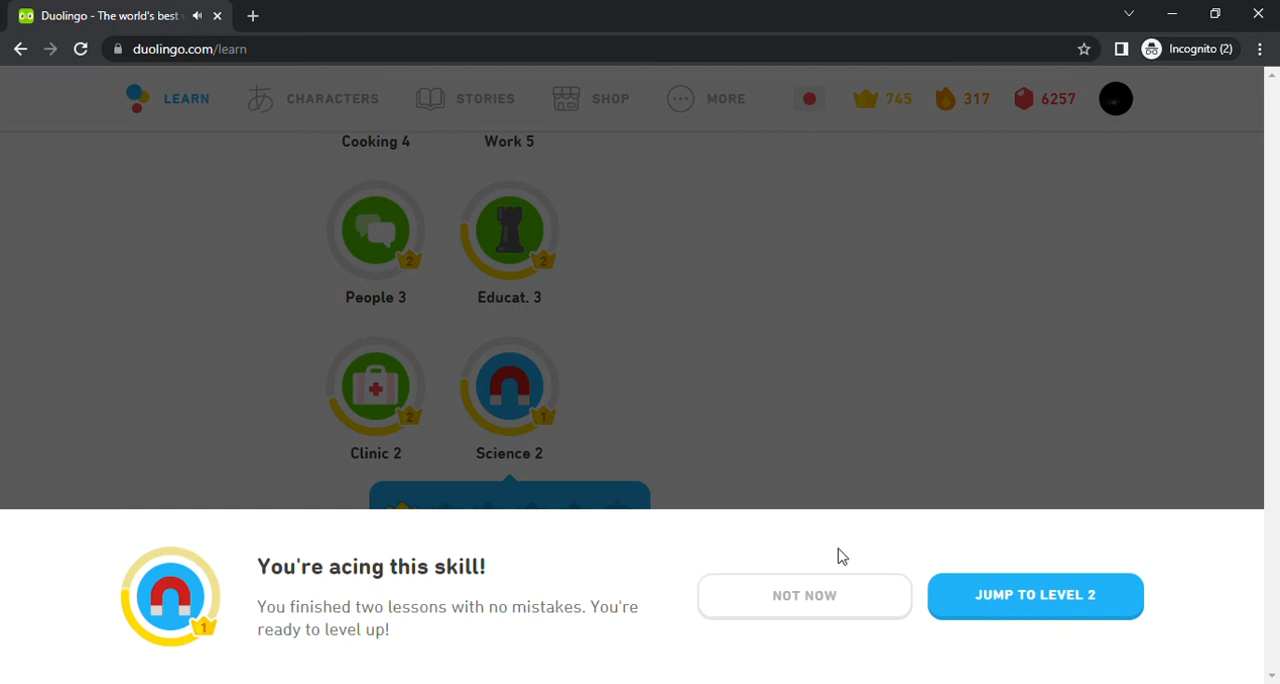 Duolingo - The world's best
Incognito (2)
duolingo.com/learn
LEARN
あ
CHARACTERS
STORIES
SHOP
MORE
745
317
6257
Cooking 4
Work 5
2
2
People 3
Educat. 3
2
1
Clinic 2
Science 2
1
You're acing this skill!
You finished two lessons with no mistakes. You're
ready to level up!
NOT NOW
JUMP TO LEVEL 2